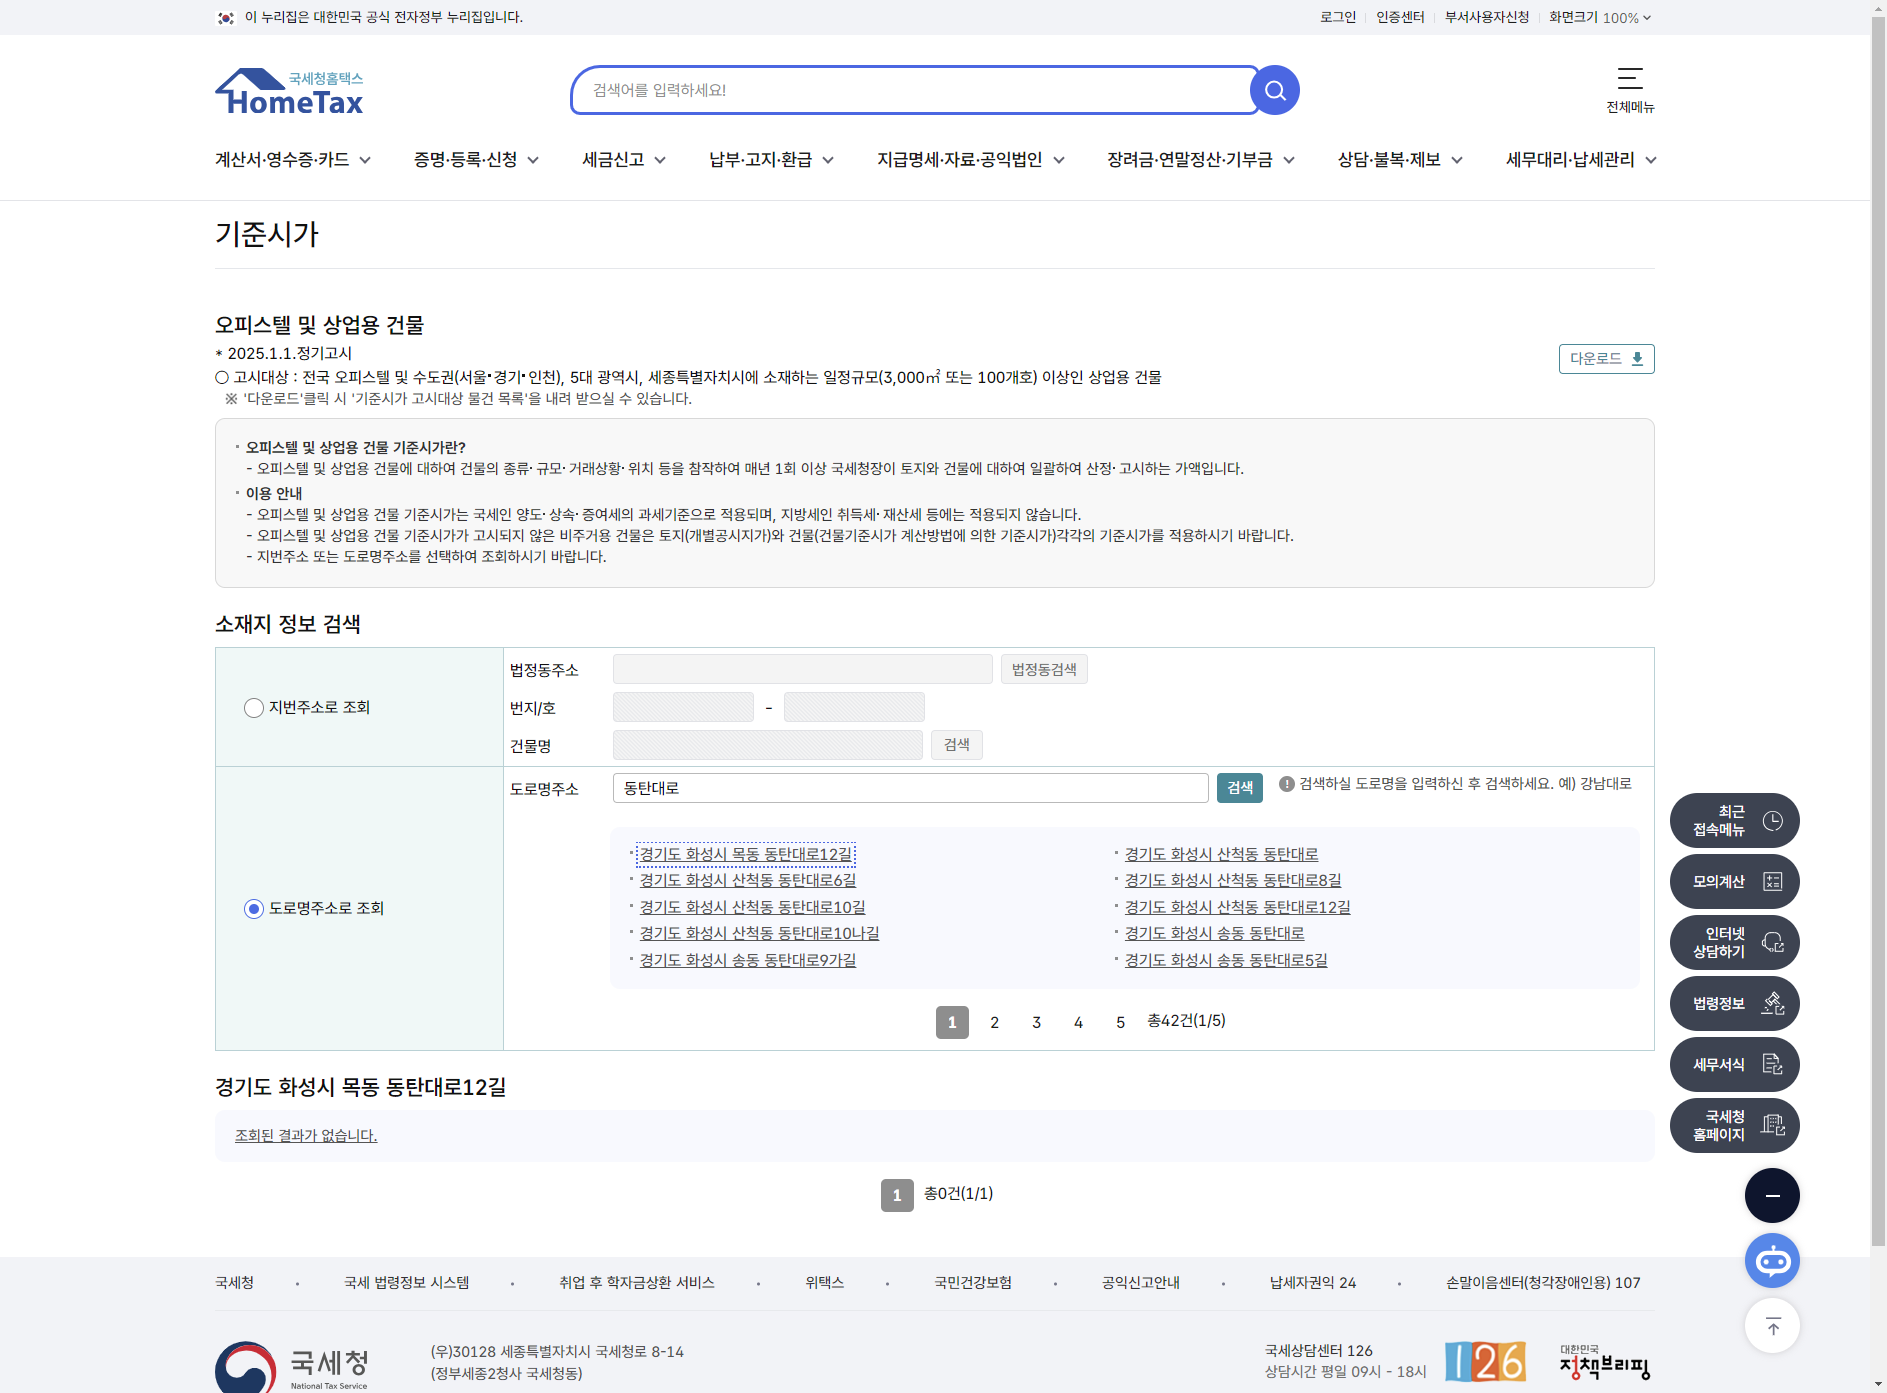 이 누리집은 대한민국 공식 전자정부 누리집입니다.
로그인 인증센터 부서사용자신청 화면크기 100%
국세청홈택스
HomeTax
검색어를 입력하세요!
전체메뉴
계산서·영수증·카드 증명·등록·신청 세금신고 납부·고지·환급 지급명세·자료·공익법인 장려금·연말정산·기부금 상담·불복·제보 세무대리·납세관리
기준시가
오피스텔 및 상업용 건물
* 2025.1.1.정기고시
다운로드
○ 고시대상 : 전국 오피스텔 및 수도권(서울·경기·인천), 5대 광역시, 세종특별자치시에 소재하는 일정규모(3,000㎡ 또는 100개호) 이상인 상업용 건물
※ '다운로드'클릭 시 '기준시가 고시대상 물건 목록'을 내려 받으실 수 있습니다.
· 오피스텔 및 상업용 건물 기준시가란?
- 오피스텔 및 상업용 건물에 대하여 건물의 종류· 규모· 거래상황· 위치 등을 참작하여 매년 1회 이상 국세청장이 토지와 건물에 대하여 일괄하여 산정· 고시하는 가액입니다.
· 이용 안내
- 오피스텔 및 상업용 건물 기준시가는 국세인 양도· 상속· 증여세의 과세기준으로 적용되며, 지방세인 취득세· 재산세 등에는 적용되지 않습니다.
- 오피스텔 및 상업용 건물 기준시가가 고시되지 않은 비주거용 건물은 토지(개별공시지가)와 건물(건물기준시가 계산방법에 의한 기준시가)각각의 기준시가를 적용하시기 바랍니다.
- 지번주소 또는 도로명주소를 선택하여 조회하시기 바랍니다.
소재지 정보 검색
지번주소로 조회
법정동주소 법정동검색
번지/호 -
건물명 검색
도로명주소로 조회
도로명주소 동탄대로 검색 검색하실 도로명을 입력하신 후 검색하세요. 예) 강남대로
· 경기도 화성시 목동 동탄대로12길 · 경기도 화성시 산척동 동탄대로
· 경기도 화성시 산척동 동탄대로6길 · 경기도 화성시 산척동 동탄대로8길
· 경기도 화성시 산척동 동탄대로10길 · 경기도 화성시 산척동 동탄대로12길
· 경기도 화성시 산척동 동탄대로10나길 · 경기도 화성시 송동 동탄대로
· 경기도 화성시 송동 동탄대로9가길 · 경기도 화성시 송동 동탄대로5길
1 2 3 4 5 총42건(1/5)
경기도 화성시 목동 동탄대로12길
조회된 결과가 없습니다.
1 총0건(1/1)
최근
접속메뉴
모의계산
인터넷
상담하기
법령정보
세무서식
국세청
홈페이지
국세청 · 국세 법령정보 시스템 · 취업 후 학자금상환 서비스 · 위택스 · 국민건강보험 · 공익신고안내 · 납세자권익 24 · 손말이음센터(청각장애인용) 107
국세청
National Tax Service
(우)30128 세종특별자치시 국세청로 8-14
(정부세종2청사 국세청동)
국세상담센터 126
상담시간 평일 09시 - 18시
126
대한민국
정책브리핑